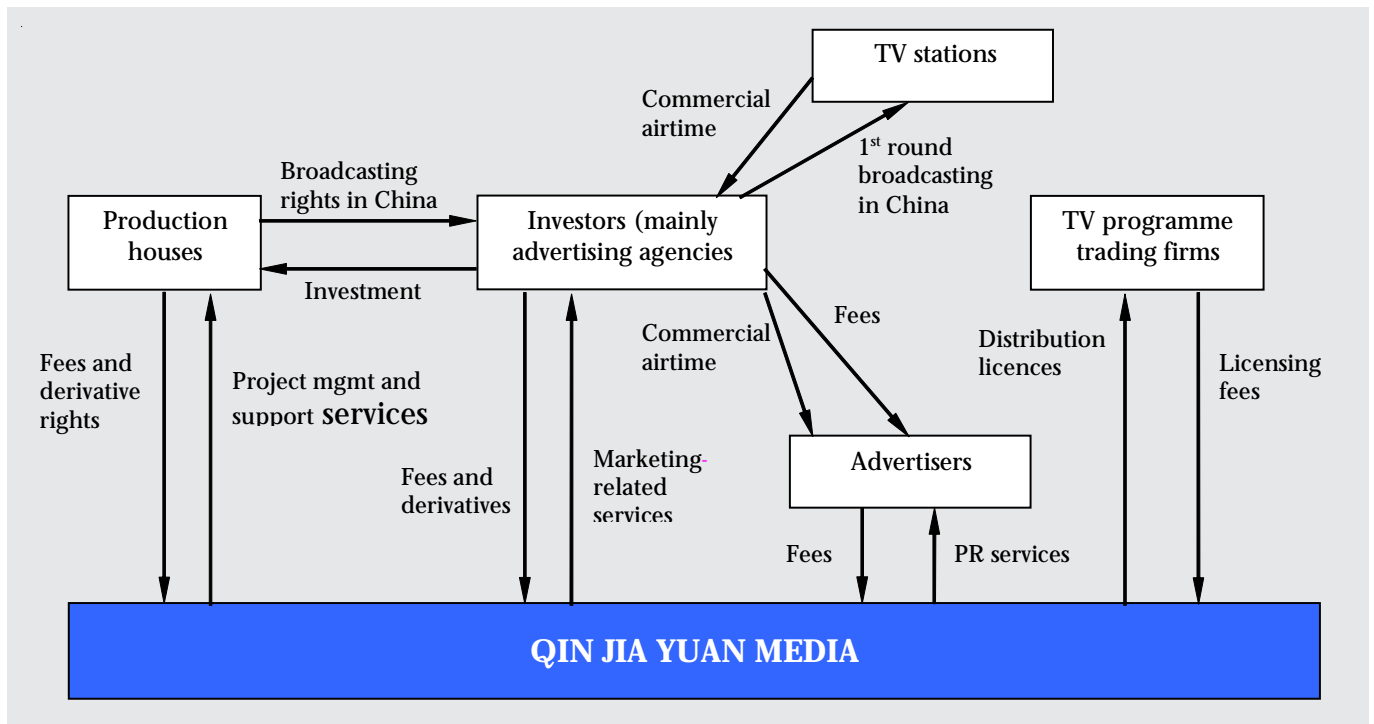 TV stations
Commercial
airtime
1st round
broadcasting
in China
Broadcasting
rights in China
Production
houses
Investors (mainly
advertising agencies
TV programme
trading firms
Investment
Fees
Commercial
airtime
Distribution
licences
Licensing
fees
Fees and
derivative
rights
Project mgmt and
support services
Advertisers
Fees and
derivatives
Marketing-
related
services
Fees
PR services
QIN JIA YUAN MEDIA